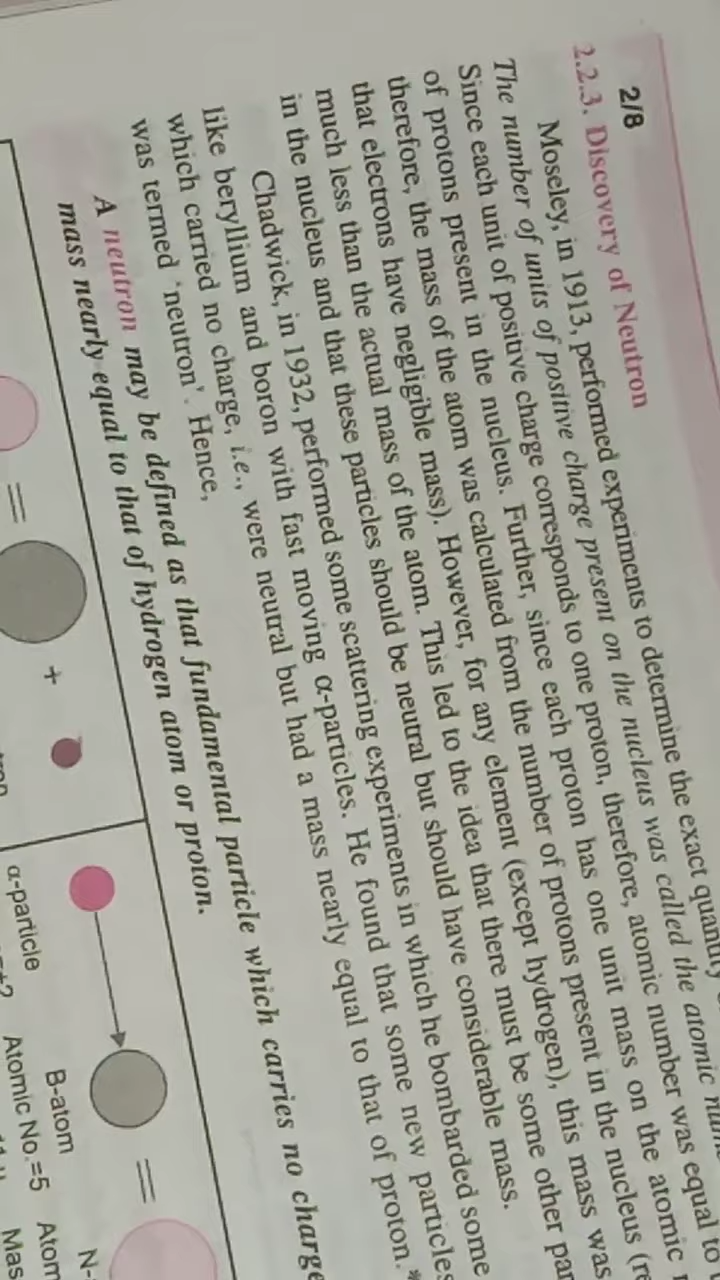 2/8
2.2.3. Discovery of Neutron
Moseley, in 1913, performed experiments to determine the exact quantity
The number of units of positive charge present on the nucleus was called the atomic
Since each unit of positive charge corresponds to one proton, therefore, atomic number was equal to
of protons present in the nucleus. Further, since each proton has one unit mass on the atomic
therefore, the mass of the atom was calculated from the number of protons present in the nucleus
that electrons have negligible mass). However, for any element (except hydrogen), this mass was
much less than the actual mass of the atom. This led to the idea that there must be some other
in the nucleus and that these particles should be neutral but should have considerable mass.
Chadwick, in 1932, performed some scattering experiments in which he bombarded some
like beryllium and boron with fast moving α-particles. He found that some new particles
which carried no charge, i.e., were neutral but had a mass nearly equal to that of proton.*
was termed 'neutron'. Hence,
A neutron may be defined as that fundamental particle which carries no charge
mass nearly equal to that of hydrogen atom or proton.
= + =
α-particle
B-atom
Atomic No.=5